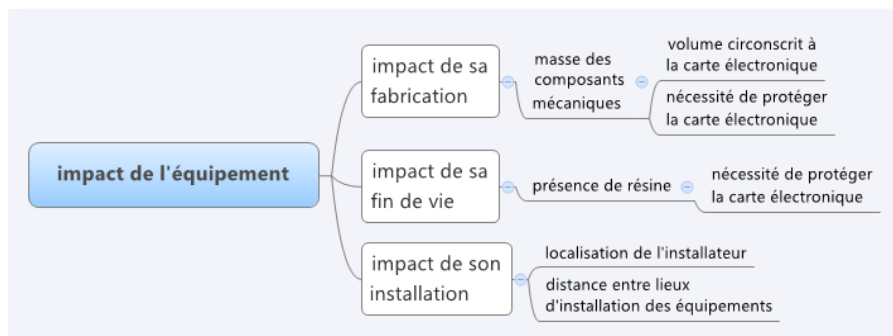 impact de l'équipement
impact de sa
fabrication
masse des
composants
mécaniques
volume circonscrit à
la carte électronique
nécessité de protéger
la carte électronique
impact de sa
fin de vie
présence de résine
nécessité de protéger
la carte électronique
impact de son
installation
localisation de l'installateur
distance entre lieux
d'installation des équipements